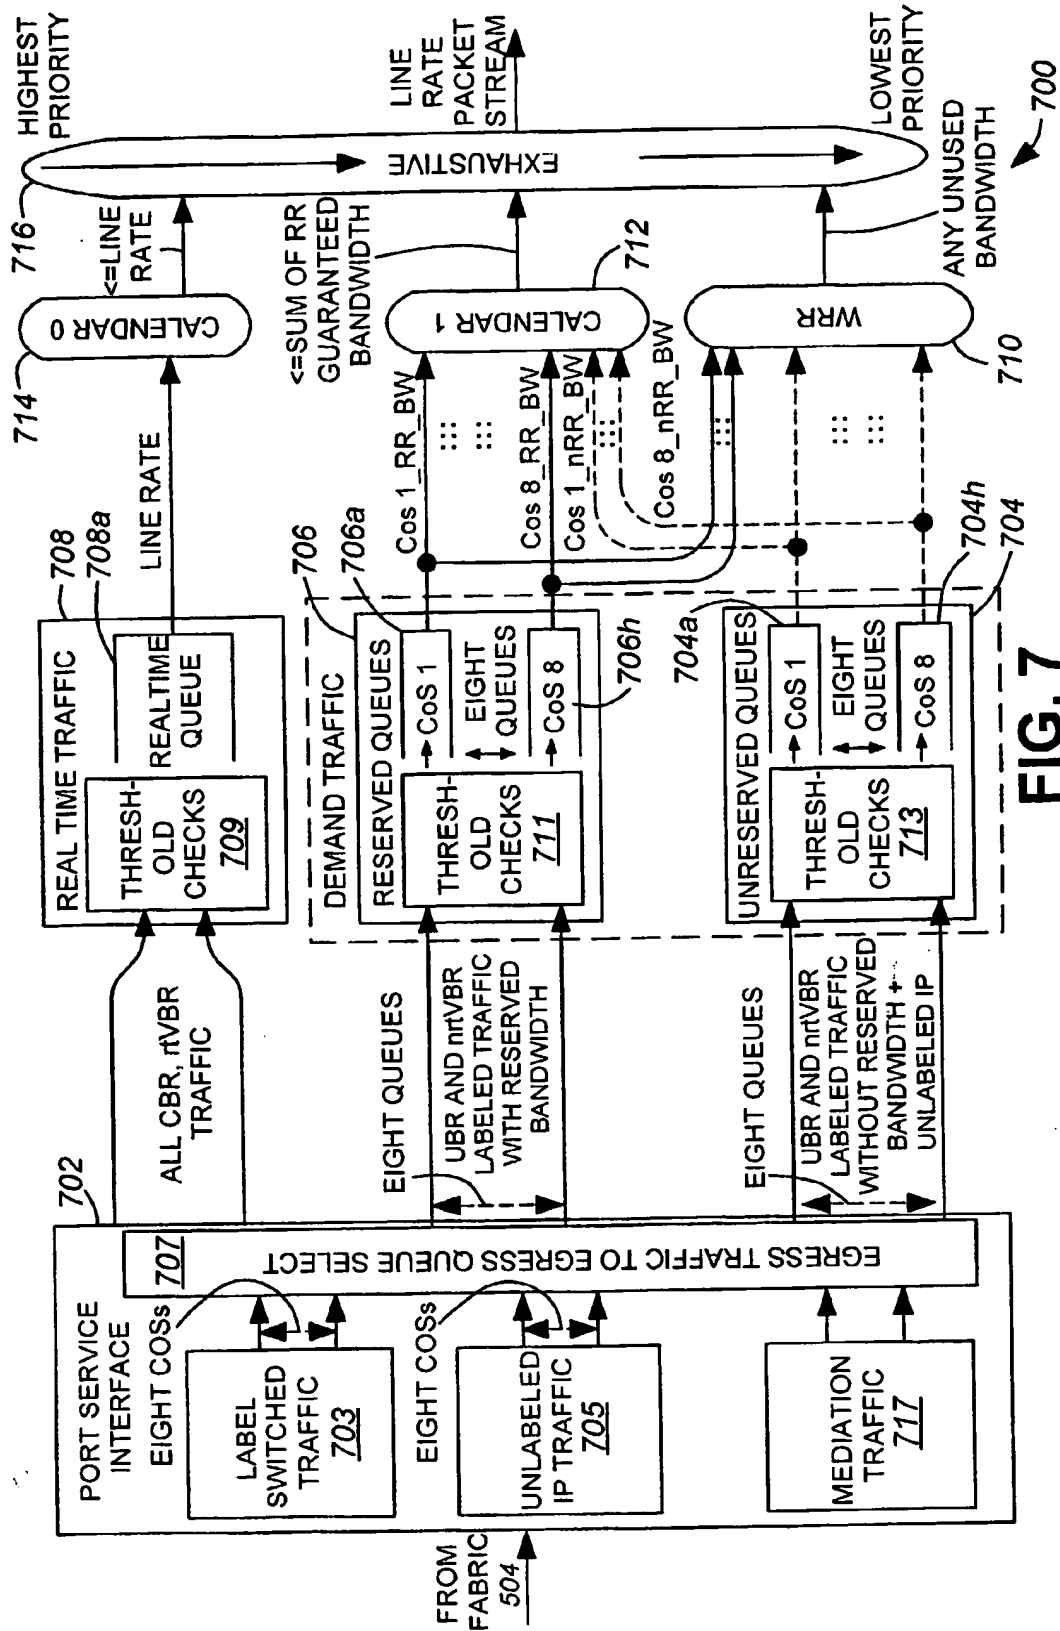 FROM
FABRIC
504
PORT SERVICE
INTERFACE
702
707
EIGHT COSs
LABEL
SWITCHED
TRAFFIC
703
EIGHT COSs
UNLABELED
IP TRAFFIC
705
MEDIATION
TRAFFIC
717
EGRESS TRAFFIC TO EGRESS QUEUE SELECT
ALL CBR, rtVBR
TRAFFIC
EIGHT QUEUES
UBR AND nrtVBR
LABELED TRAFFIC
WITH RESERVED
BANDWIDTH
EIGHT QUEUES
UBR AND nrtVBR
LABELED TRAFFIC
WITHOUT RESERVED
BANDWIDTH +
UNLABELED IP
REAL TIME TRAFFIC
708
708a
THRESH-
OLD
CHECKS
709
REALTIME
QUEUE
DEMAND TRAFFIC
706
RESERVED QUEUES
706a
THRESH-
OLD
CHECKS
711
CoS 1
EIGHT
QUEUES
CoS 8
706h
UNRESERVED QUEUES
704a
THRESH-
OLD
CHECKS
713
CoS 1
EIGHT
QUEUES
CoS 8
704h
704
LINE RATE
Cos 1_RR_BW
Cos 8_RR_BW
Cos 1_nRR_BW
Cos 8_nRR_BW
714
CALENDAR 0
<=LINE
RATE
CALENDAR 1
712
<=SUM OF RR
GUARANTEED
BANDWIDTH
WRR
710
ANY UNUSED
BANDWIDTH
716
HIGHEST
PRIORITY
EXHAUSTIVE
LINE
RATE
PACKET
STREAM
LOWEST
PRIORITY
700
FIG. 7